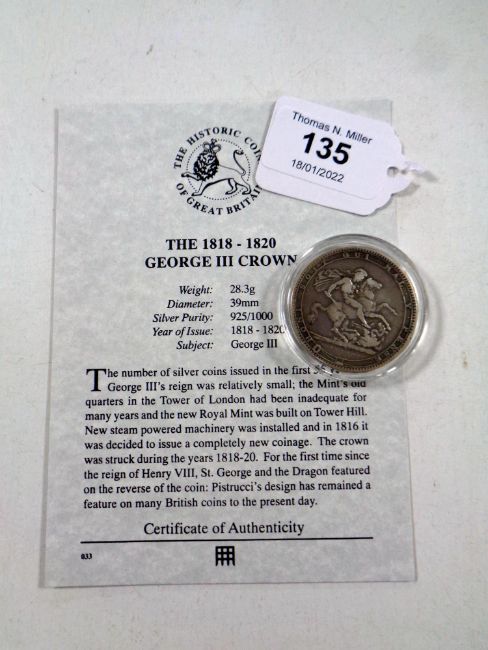 Thomas N. Miller
135
18/01/2022
THE HISTORIC COIN
OF GREAT BRITAIN
THE 1818 - 1820
GEORGE III CROWN
Weight: 28.3g
Diameter: 39mm
Silver Purity: 925/1000
Year of Issue: 1818 - 1820
Subject: George III
The number of silver coins issued in the first
George III's reign was relatively small; the Mint's old
quarters in the Tower of London had been inadequate for
many years and the new Royal Mint was built on Tower Hill.
New steam powered machinery was installed and in 1816 it
was decided to issue a completely new coinage. The crown
was struck during the years 1818-20. For the first time since
the reign of Henry VIII, St. George and the Dragon featured
on the reverse of the coin: Pistrucci's design has remained a
feature on many British coins to the present day.
Certificate of Authenticity
033